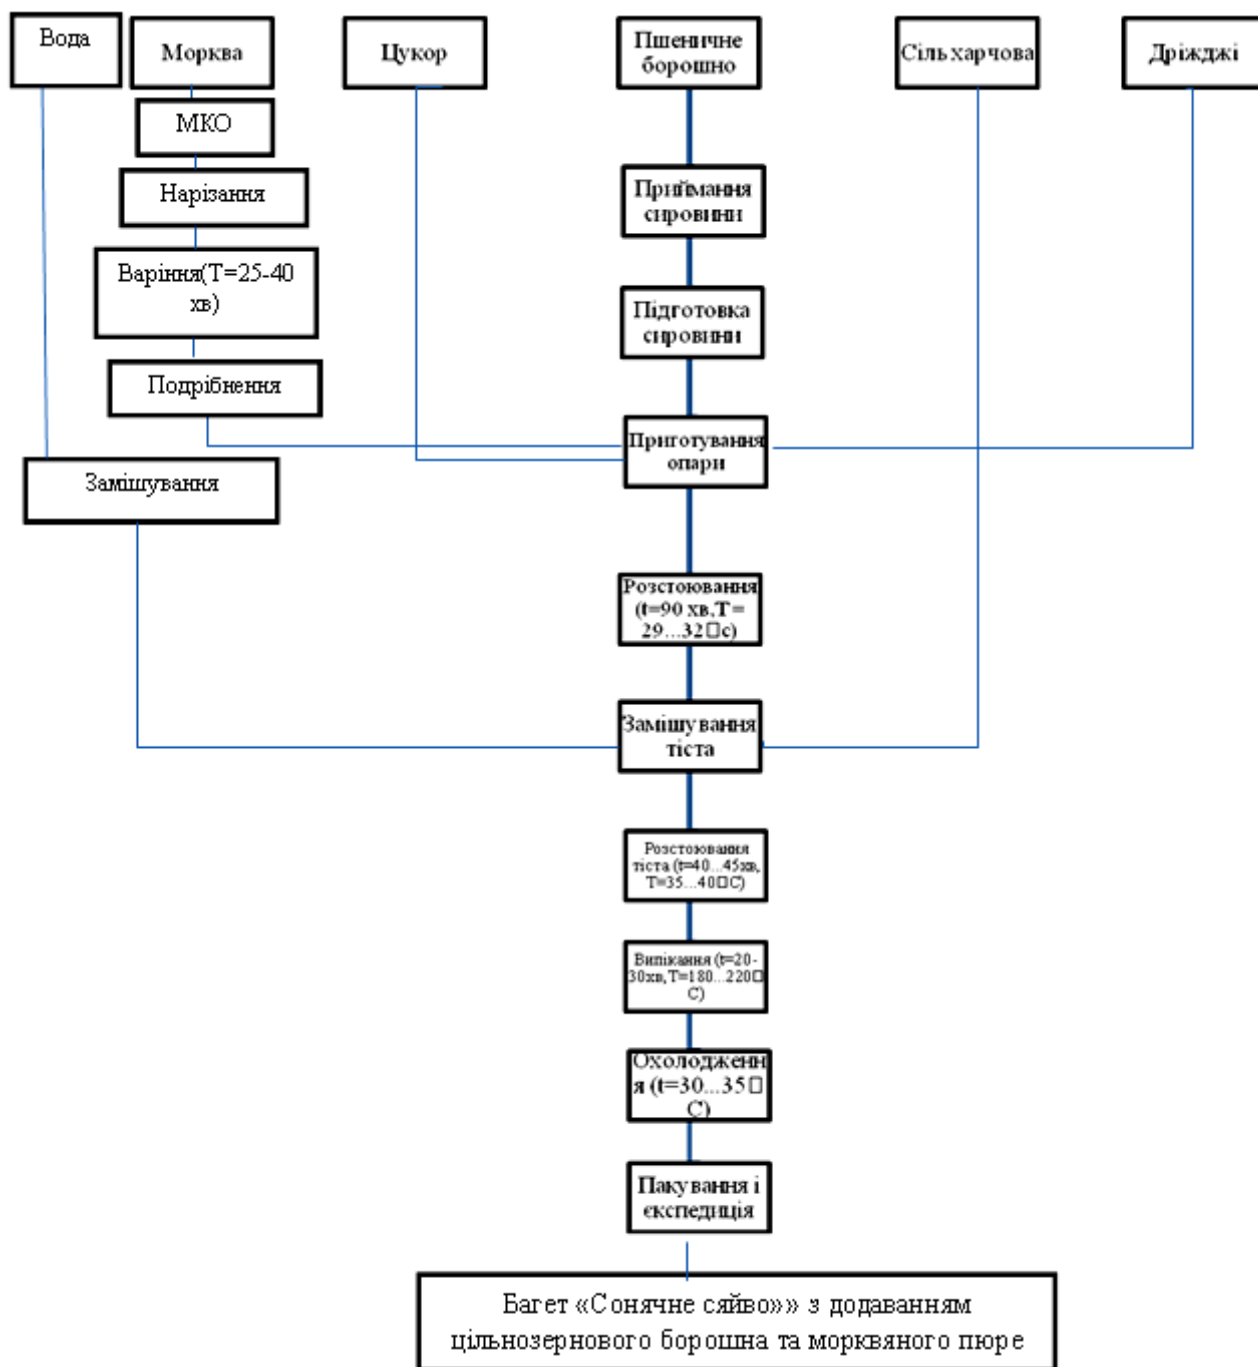 Вода
Морква
Цукор
Пшеничне
борошно
Сіль харчова
Дріжджі
МКО
Нарізання
Варіння(Т=25-40
хв)
Подрібнення
Замішування
Приймання
сировини
Підготовка
сировини
Приготування
опари
Розстоювання
(t=90 хв,Т=
29...32□с)
Замішування
тіста
Розстоювання
тіста (t=40...45хв,
Т=35...40□С)
Випікання (t=20-
30хв,Т=180...220□
С)
Охолодженн
я (t=30...35□
С)
Пакування і
єкспедиція
Багет «Сонячне сяйво»» з додаванням
цільнозернового борошна та морквяного пюре